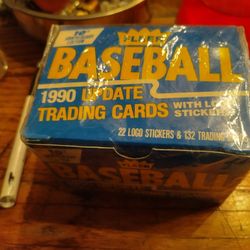 FLEER
BASEBALL
1990 UPDATE
TRADING CARDS
WITH LOGO
STICKERS
22 LOGO STICKERS & 132 TRADING
BASEBALL